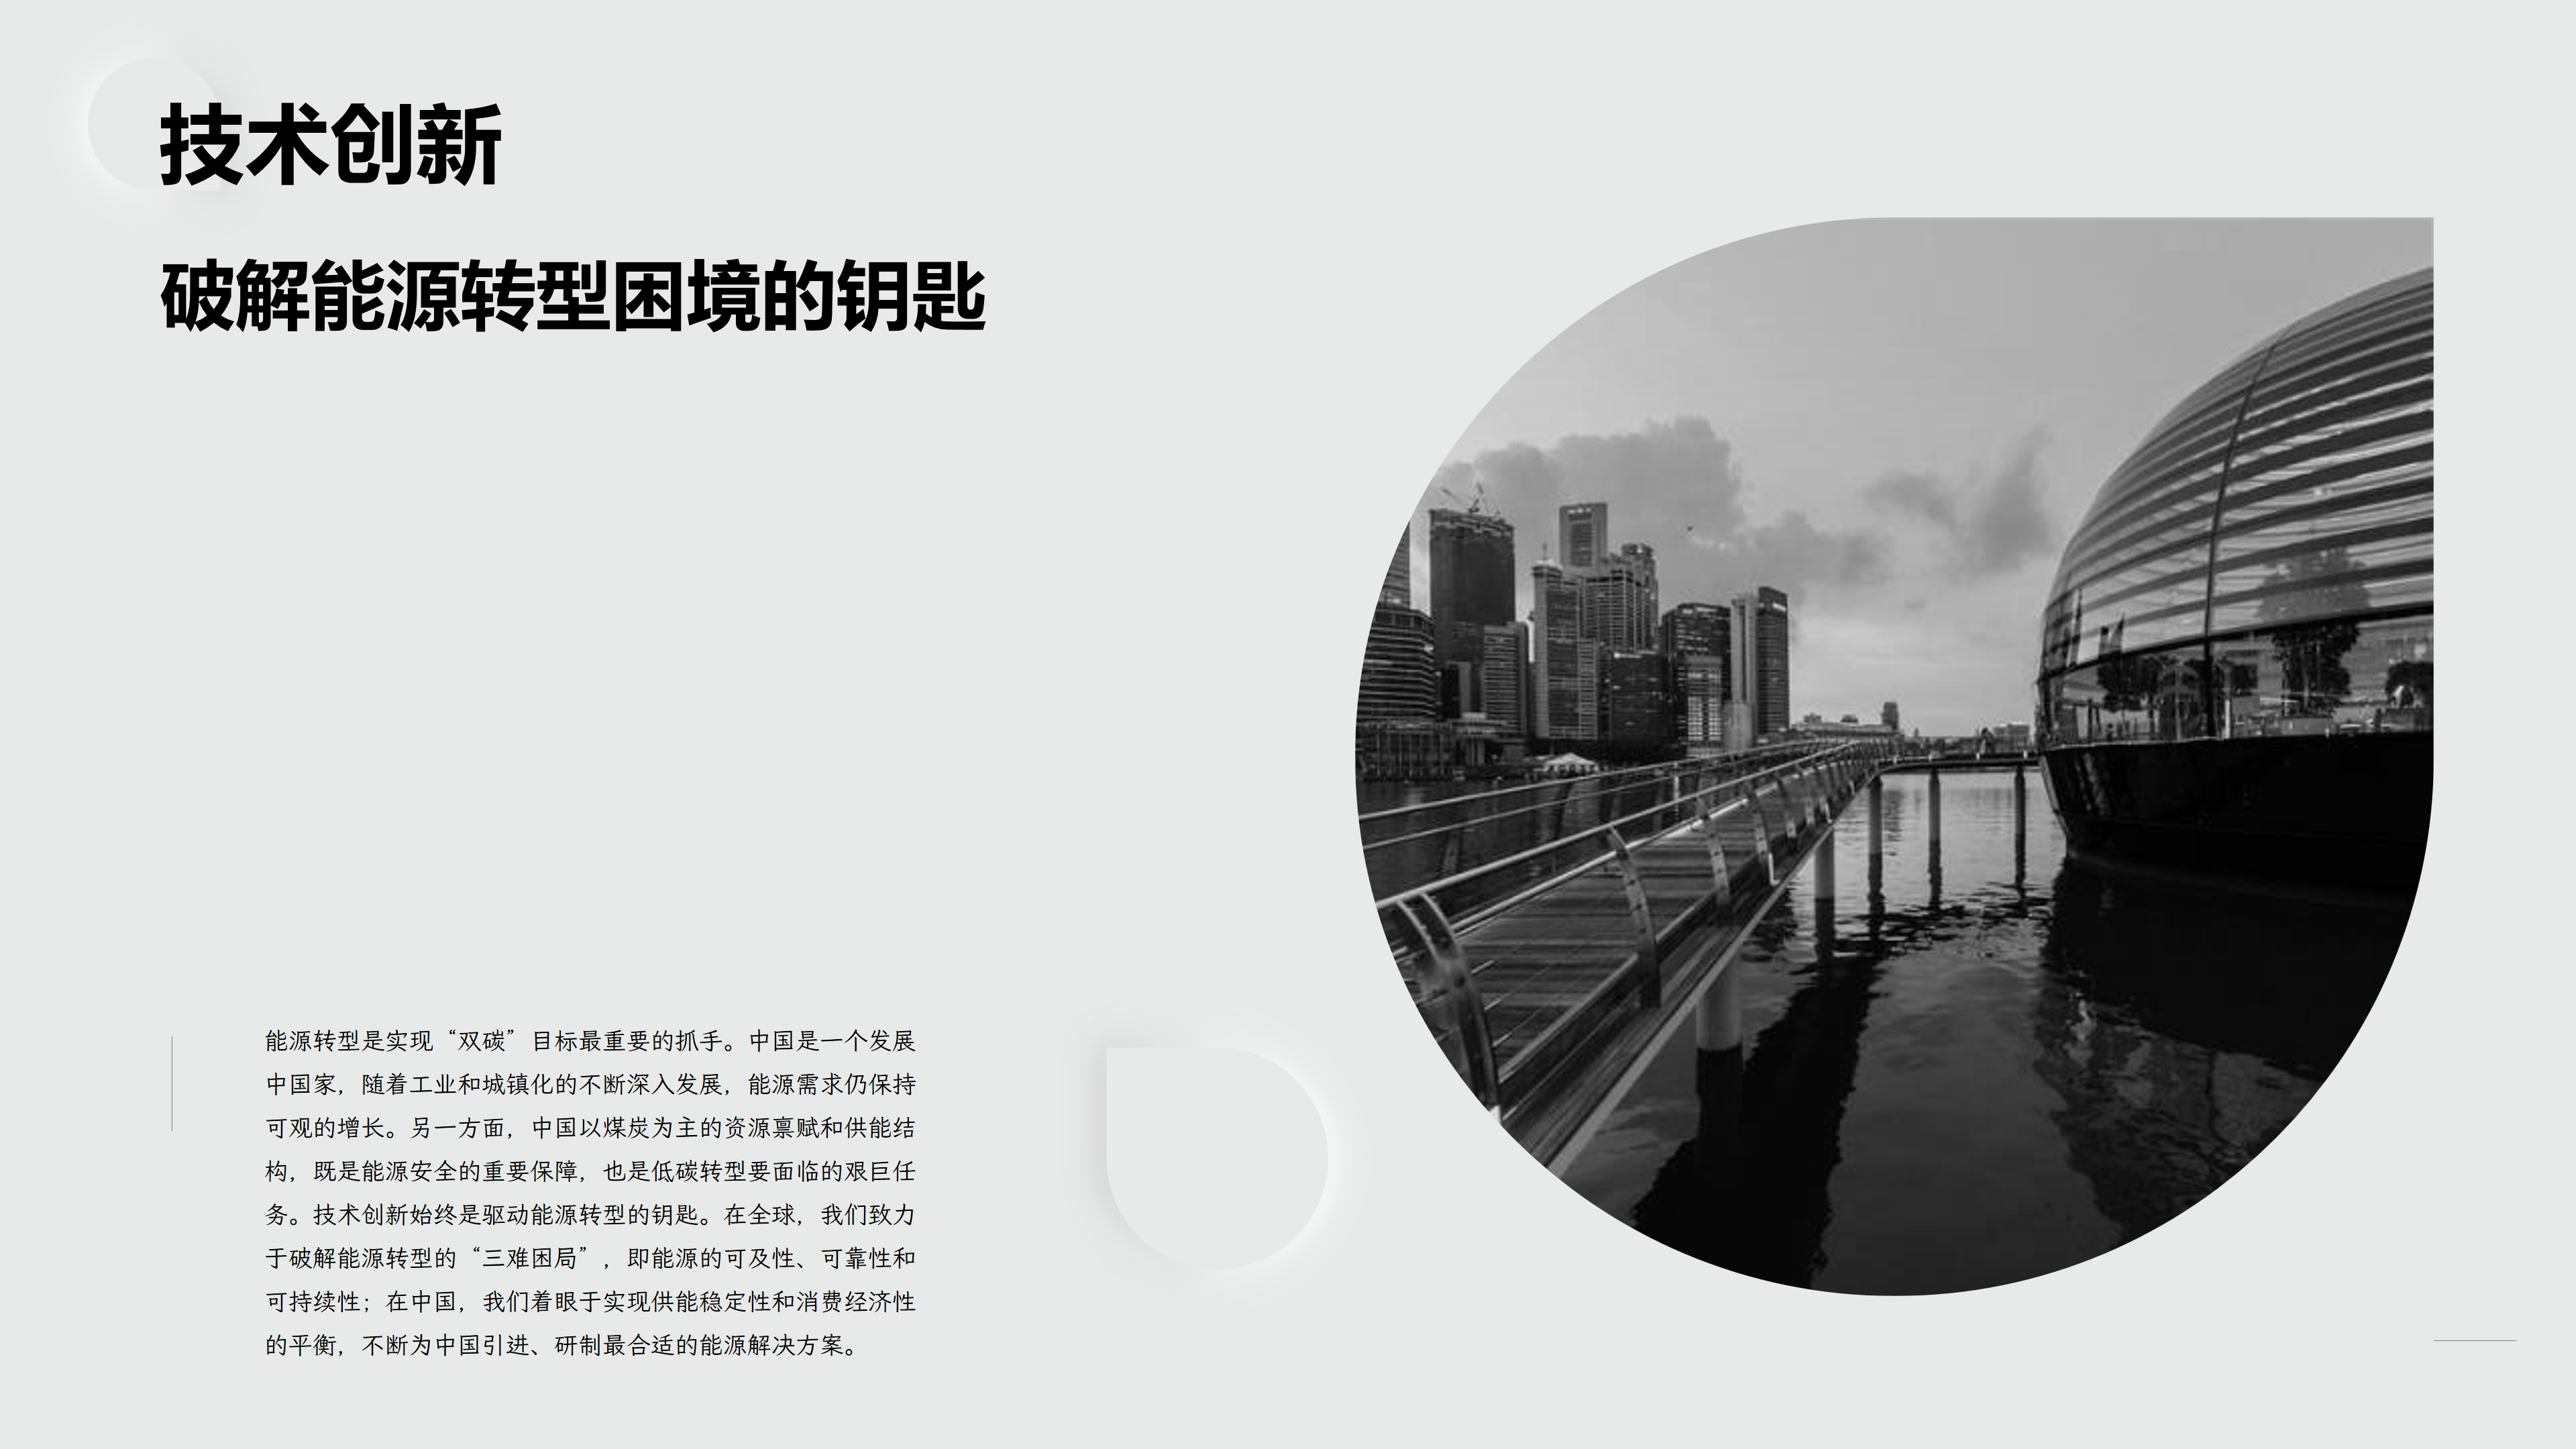 技术创新
破解能源转型困境的钥匙
能源转型是实现“双碳”目标最重要的抓手。中国是一个发展
中国家，随着工业和城镇化的不断深入发展，能源需求仍保持
可观的增长。另一方面，中国以煤炭为主的资源禀赋和供能结
构，既是能源安全的重要保障，也是低碳转型要面临的艰巨任
务。技术创新始终是驱动能源转型的钥匙。在全球，我们致力
于破解能源转型的“三难困局”，即能源的可及性、可靠性和
可持续性；在中国，我们着眼于实现供能稳定性和消费经济性
的平衡，不断为中国引进、研制最合适的能源解决方案。